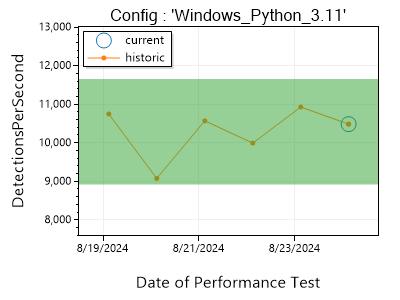 Config : 'Windows_Python_3.11'
current
historic
13,000
12,000
11,000
10,000
9,000
8,000
DetectionsPerSecond
8/19/2024
8/21/2024
8/23/2024
Date of Performance Test